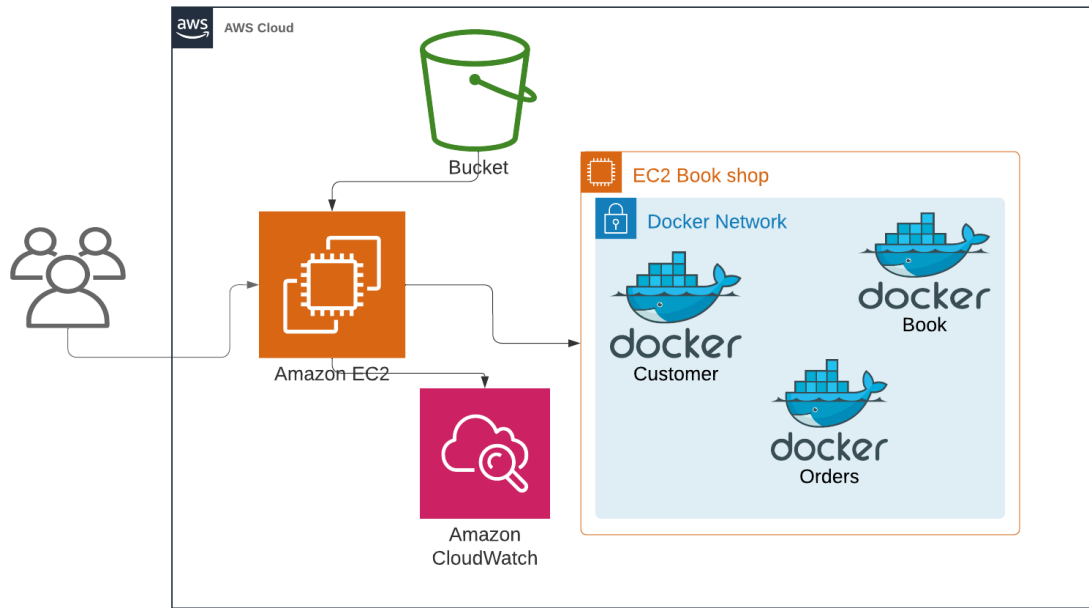 aws
AWS Cloud
Bucket
EC2 Book shop
Docker Network
docker
Book
docker
Customer
Amazon EC2
docker
Orders
Amazon
CloudWatch